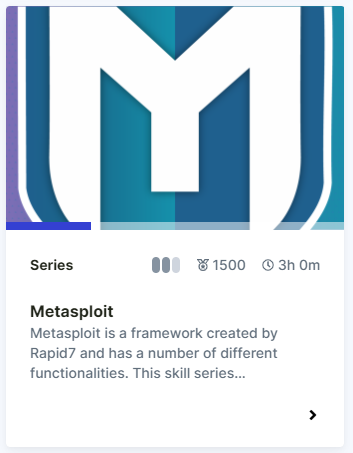 Series 1500 3h 0m
Metasploit
Metasploit is a framework created by
Rapid7 and has a number of different
functionalities. This skill series...